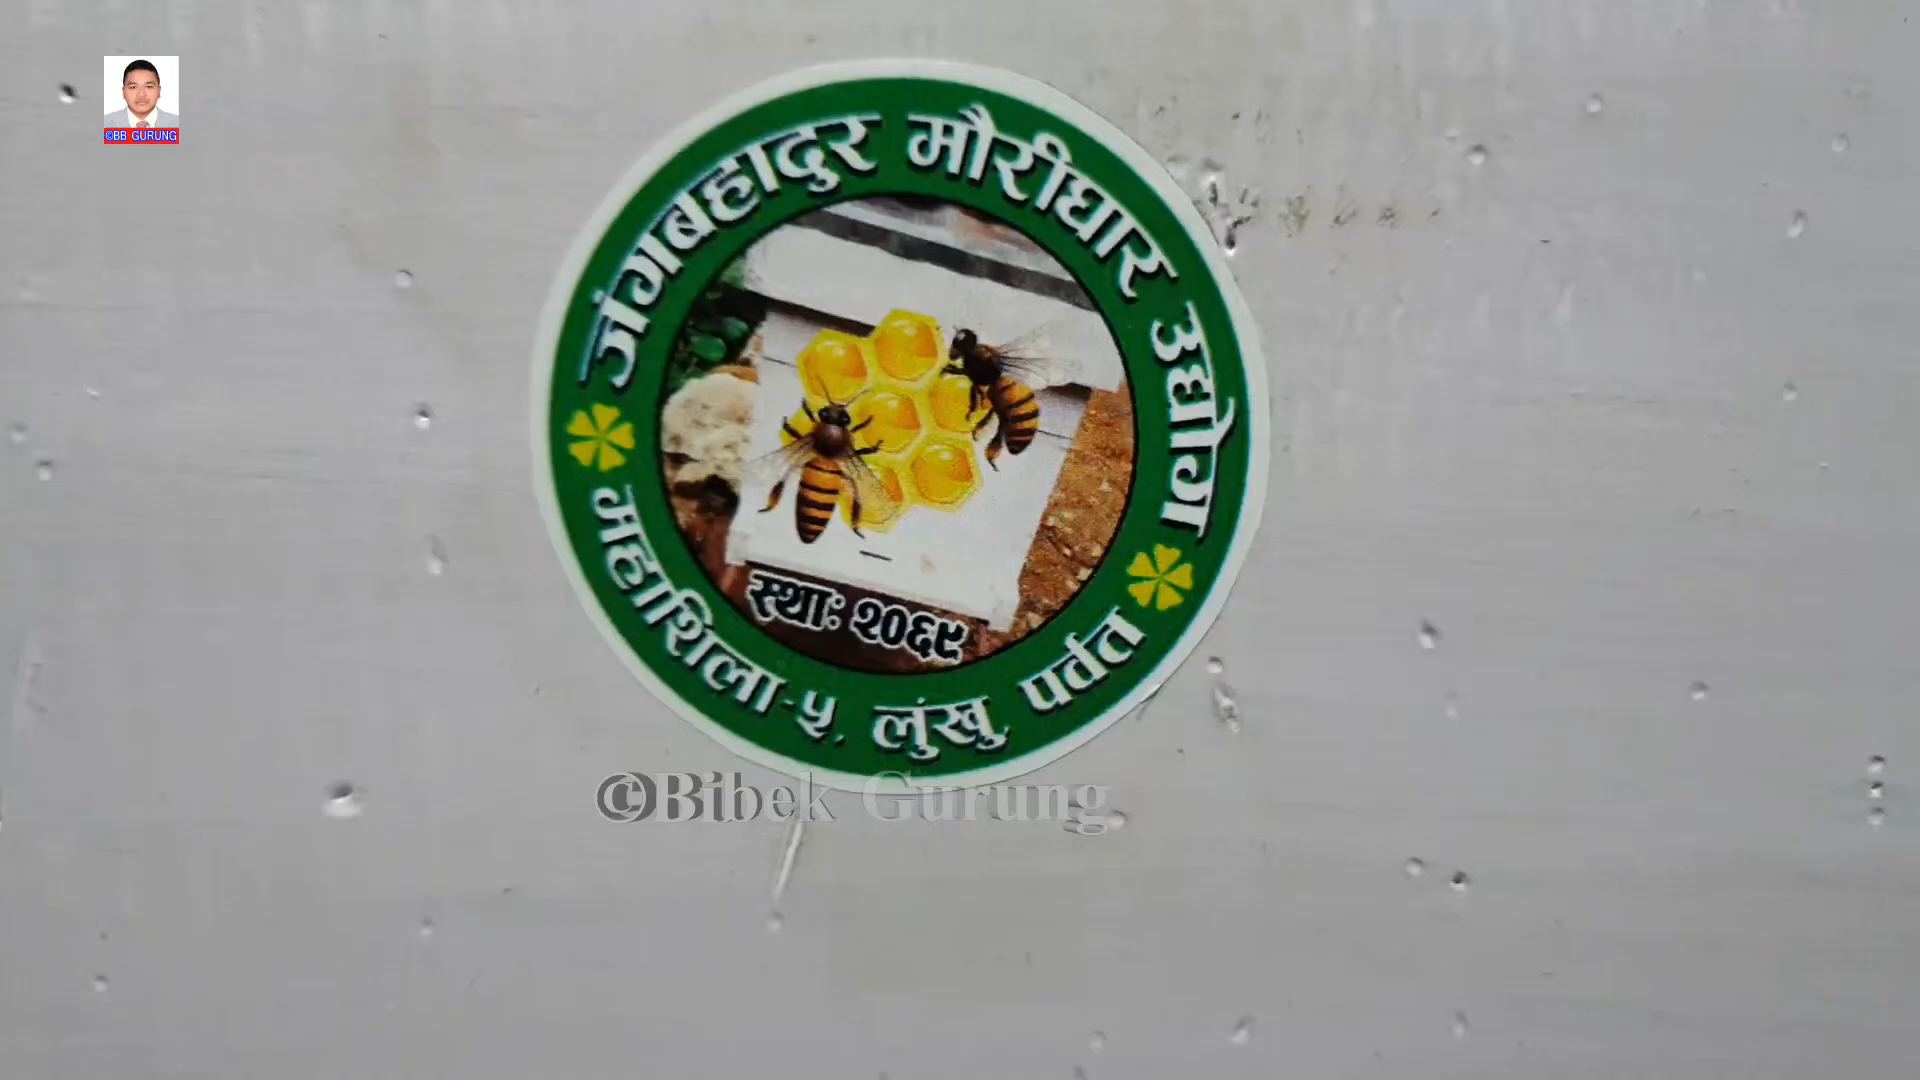 ©BB GURUNG
जंगबहादुर मौरीघार उद्योग
स्थाः २०६९
महाशिला-५, लुंखु, पर्वत
©Bibek Gurung